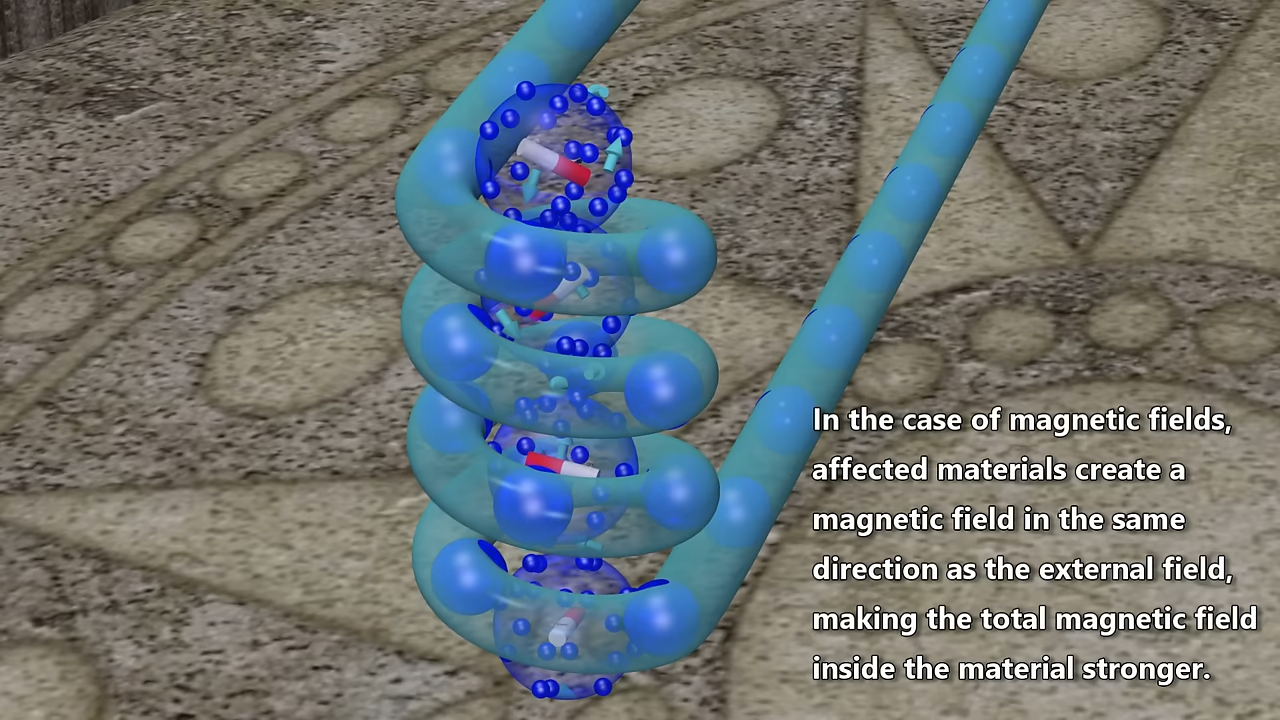 In the case of magnetic fields,
affected materials create a
magnetic field in the same
direction as the external field,
making the total magnetic field
inside the material stronger.